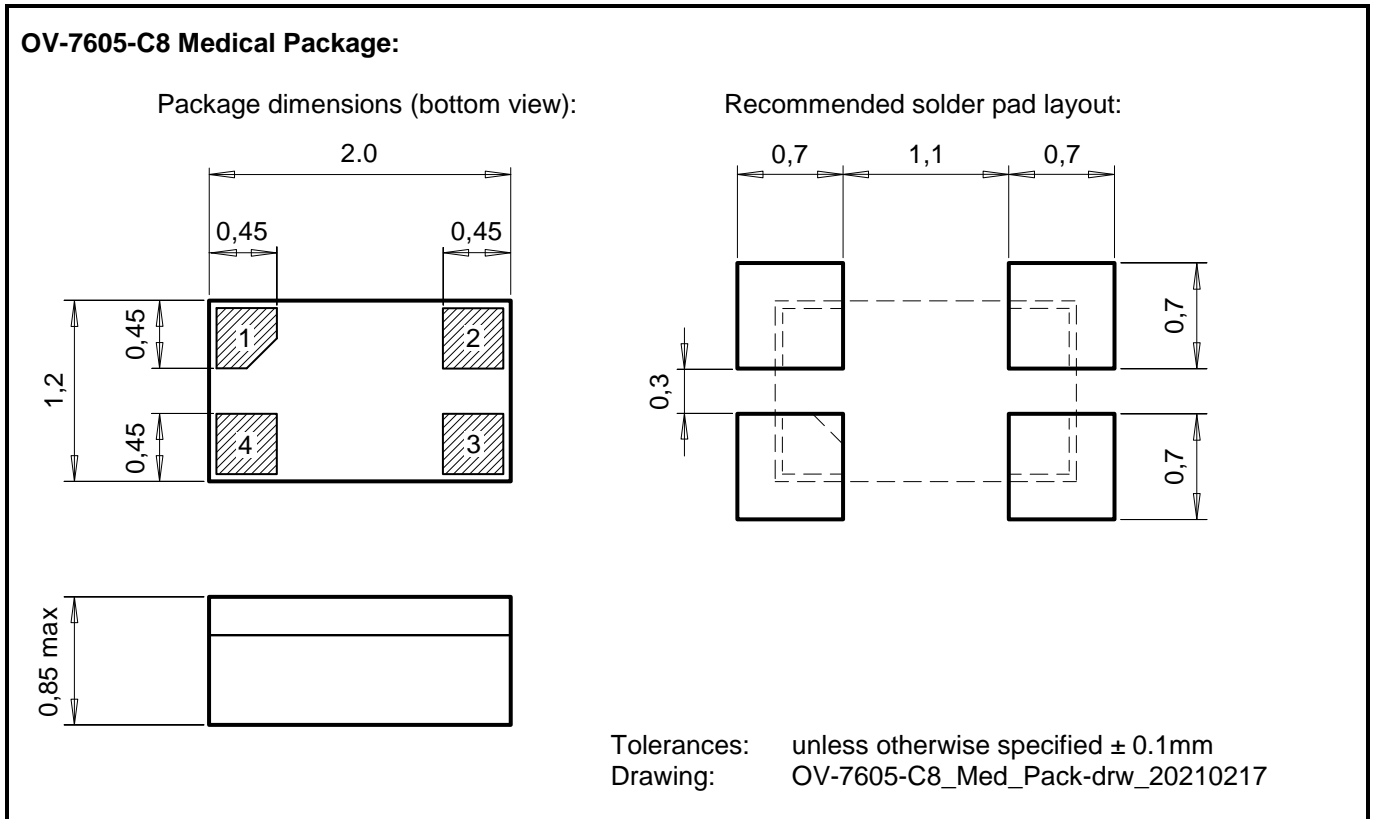 OV-7605-C8 Medical Package:
Package dimensions (bottom view): Recommended solder pad layout:
2.0
0,7 1,1 0,7
0,45 0,45
0,45
1,2
1 2
0,45
4 3
0,3
0,7
0,7
0,85 max
Tolerances: unless otherwise specified ± 0.1mm
Drawing: OV-7605-C8_Med_Pack-drw_20210217